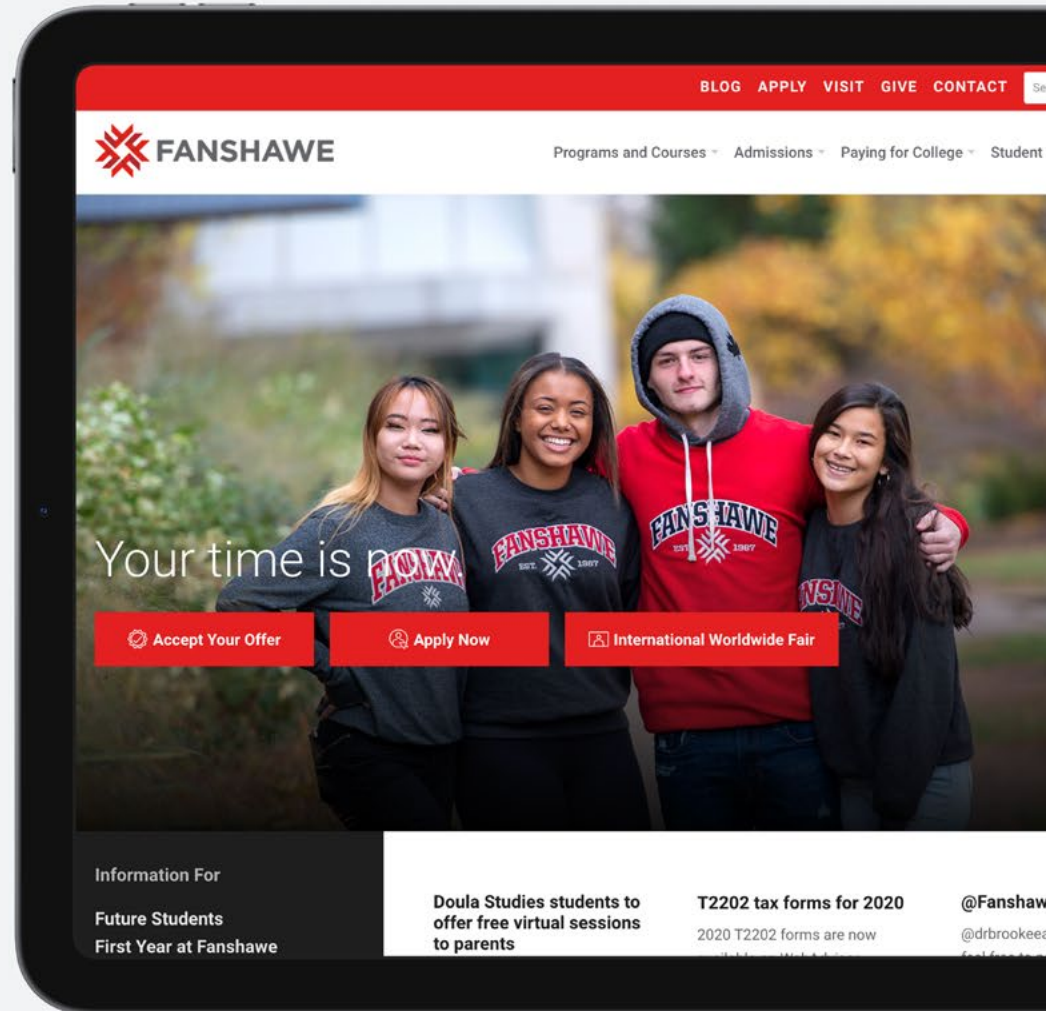 BLOG APPLY VISIT GIVE CONTACT
FANSHAWE
Programs and Courses Admissions Paying for College Student
FANSHAWE
FANSHAWE
EST. 1967
FANSHAWE
EST. 1967
Your time is now
Accept Your Offer Apply Now International Worldwide Fair
Information For
Future Students
First Year at Fanshawe
Doula Studies students to
offer free virtual sessions
to parents
T2202 tax forms for 2020
2020 T2202 forms are now
@Fanshaw
@drbrookeea